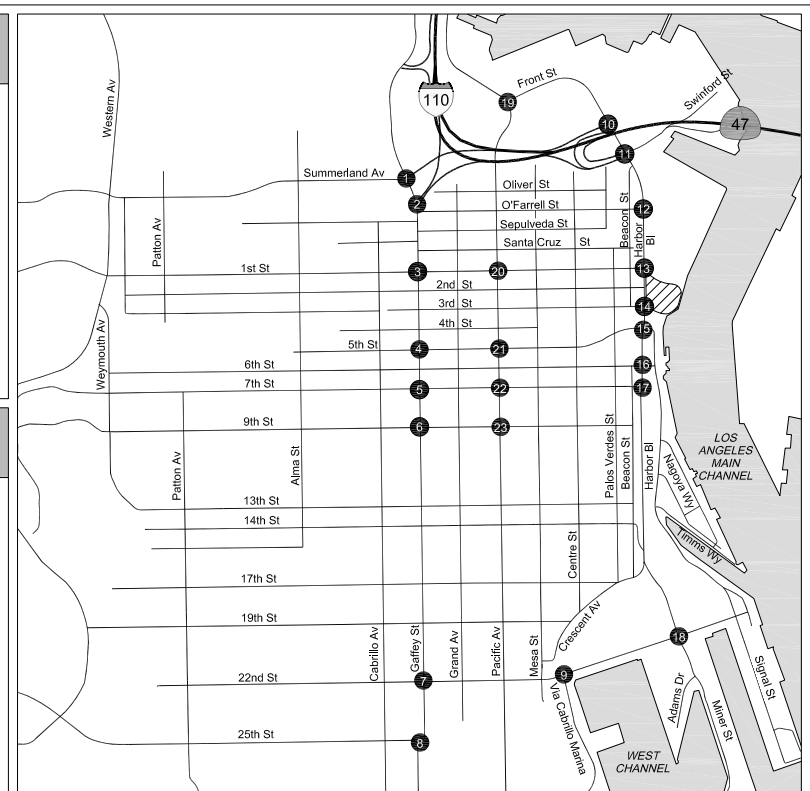 Front St
Swinford St
110
19
10
47
11
Western Av
Summerland Av
1
Oliver St
2
O'Farrell St
12
Patton Av
Sepulveda St
Beacon St
Harbor Bl
Santa Cruz St
1st St
3
20
13
2nd St
3rd St
14
4th St
15
5th St
4
21
Weymouth Av
6th St
16
7th St
5
22
17
9th St
6
23
LOS
ANGELES
MAIN
CHANNEL
Patton Av
Alma St
Palos Verdes St
Beacon St
Harbor Bl
Nagoya Wy
13th St
14th St
Timms Wy
Centre St
17th St
19th St
Crescent Av
18
Cabrillo Av
Gaffey St
Grand Av
Pacific Av
Mesa St
22nd St
7
9
Signal St
Adams Dr
Miner St
Via Cabrillo Marina
25th St
8
WEST
CHANNEL